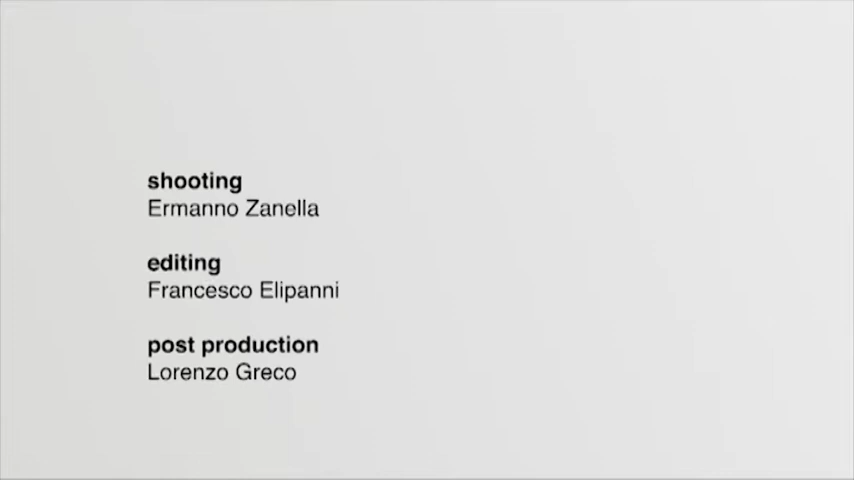 shooting
Ermanno Zanella
editing
Francesco Elipanni
post production
Lorenzo Greco